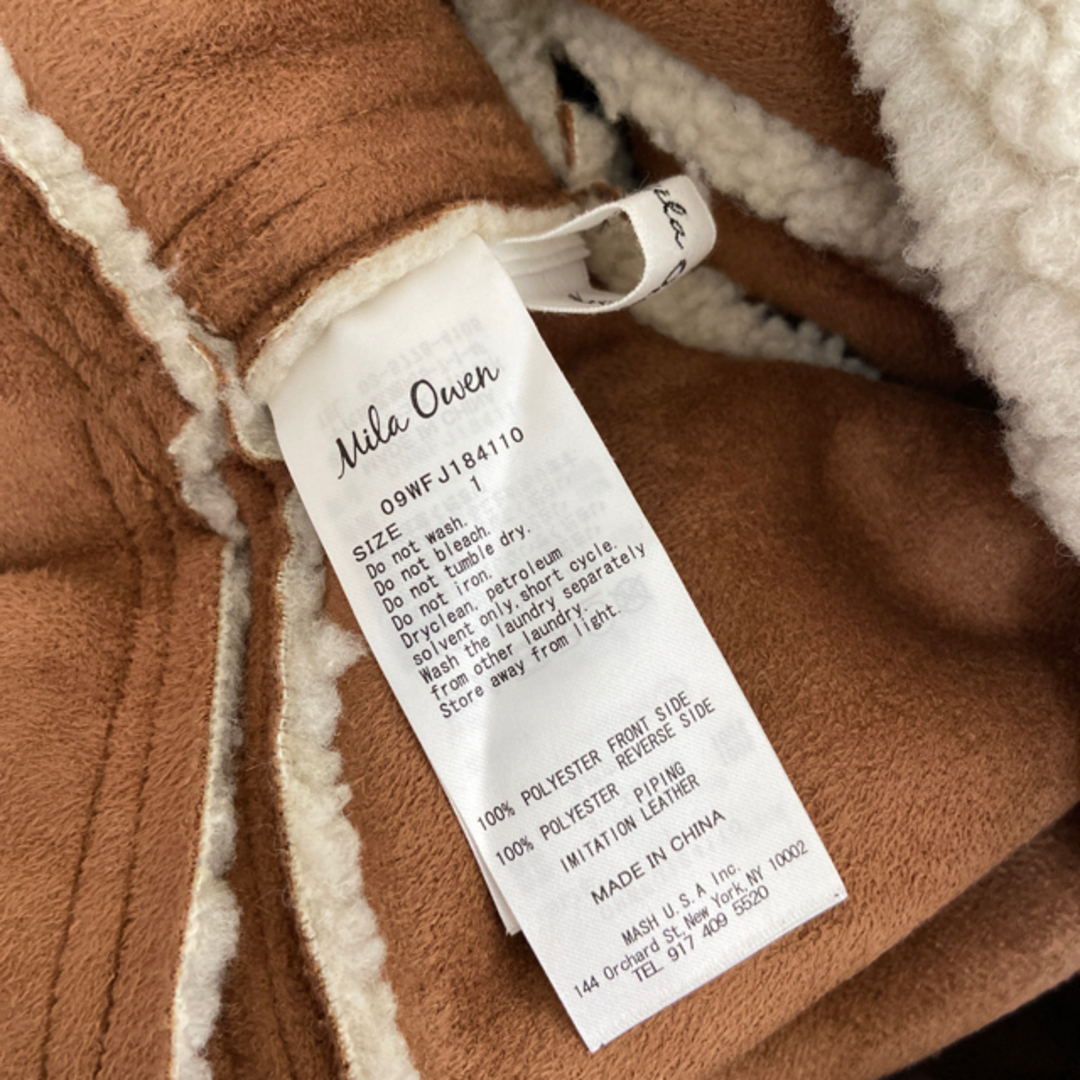 Mila Owen
09WFJ184110
SIZE 1
Do not wash.
Do not bleach.
Do not tumble dry.
Do not iron.
Dryclean, petroleum
solvent only, short cycle.
Wash the laundry separately
from other laundry.
Store away from light.
100% POLYESTER FRONT SIDE
100% POLYESTER REVERSE SIDE
PIPING
IMITATION LEATHER
MADE IN CHINA
MASH U.S.A Inc.
144 Orchard St, New York, NY 10002
TEL 917 409 5520